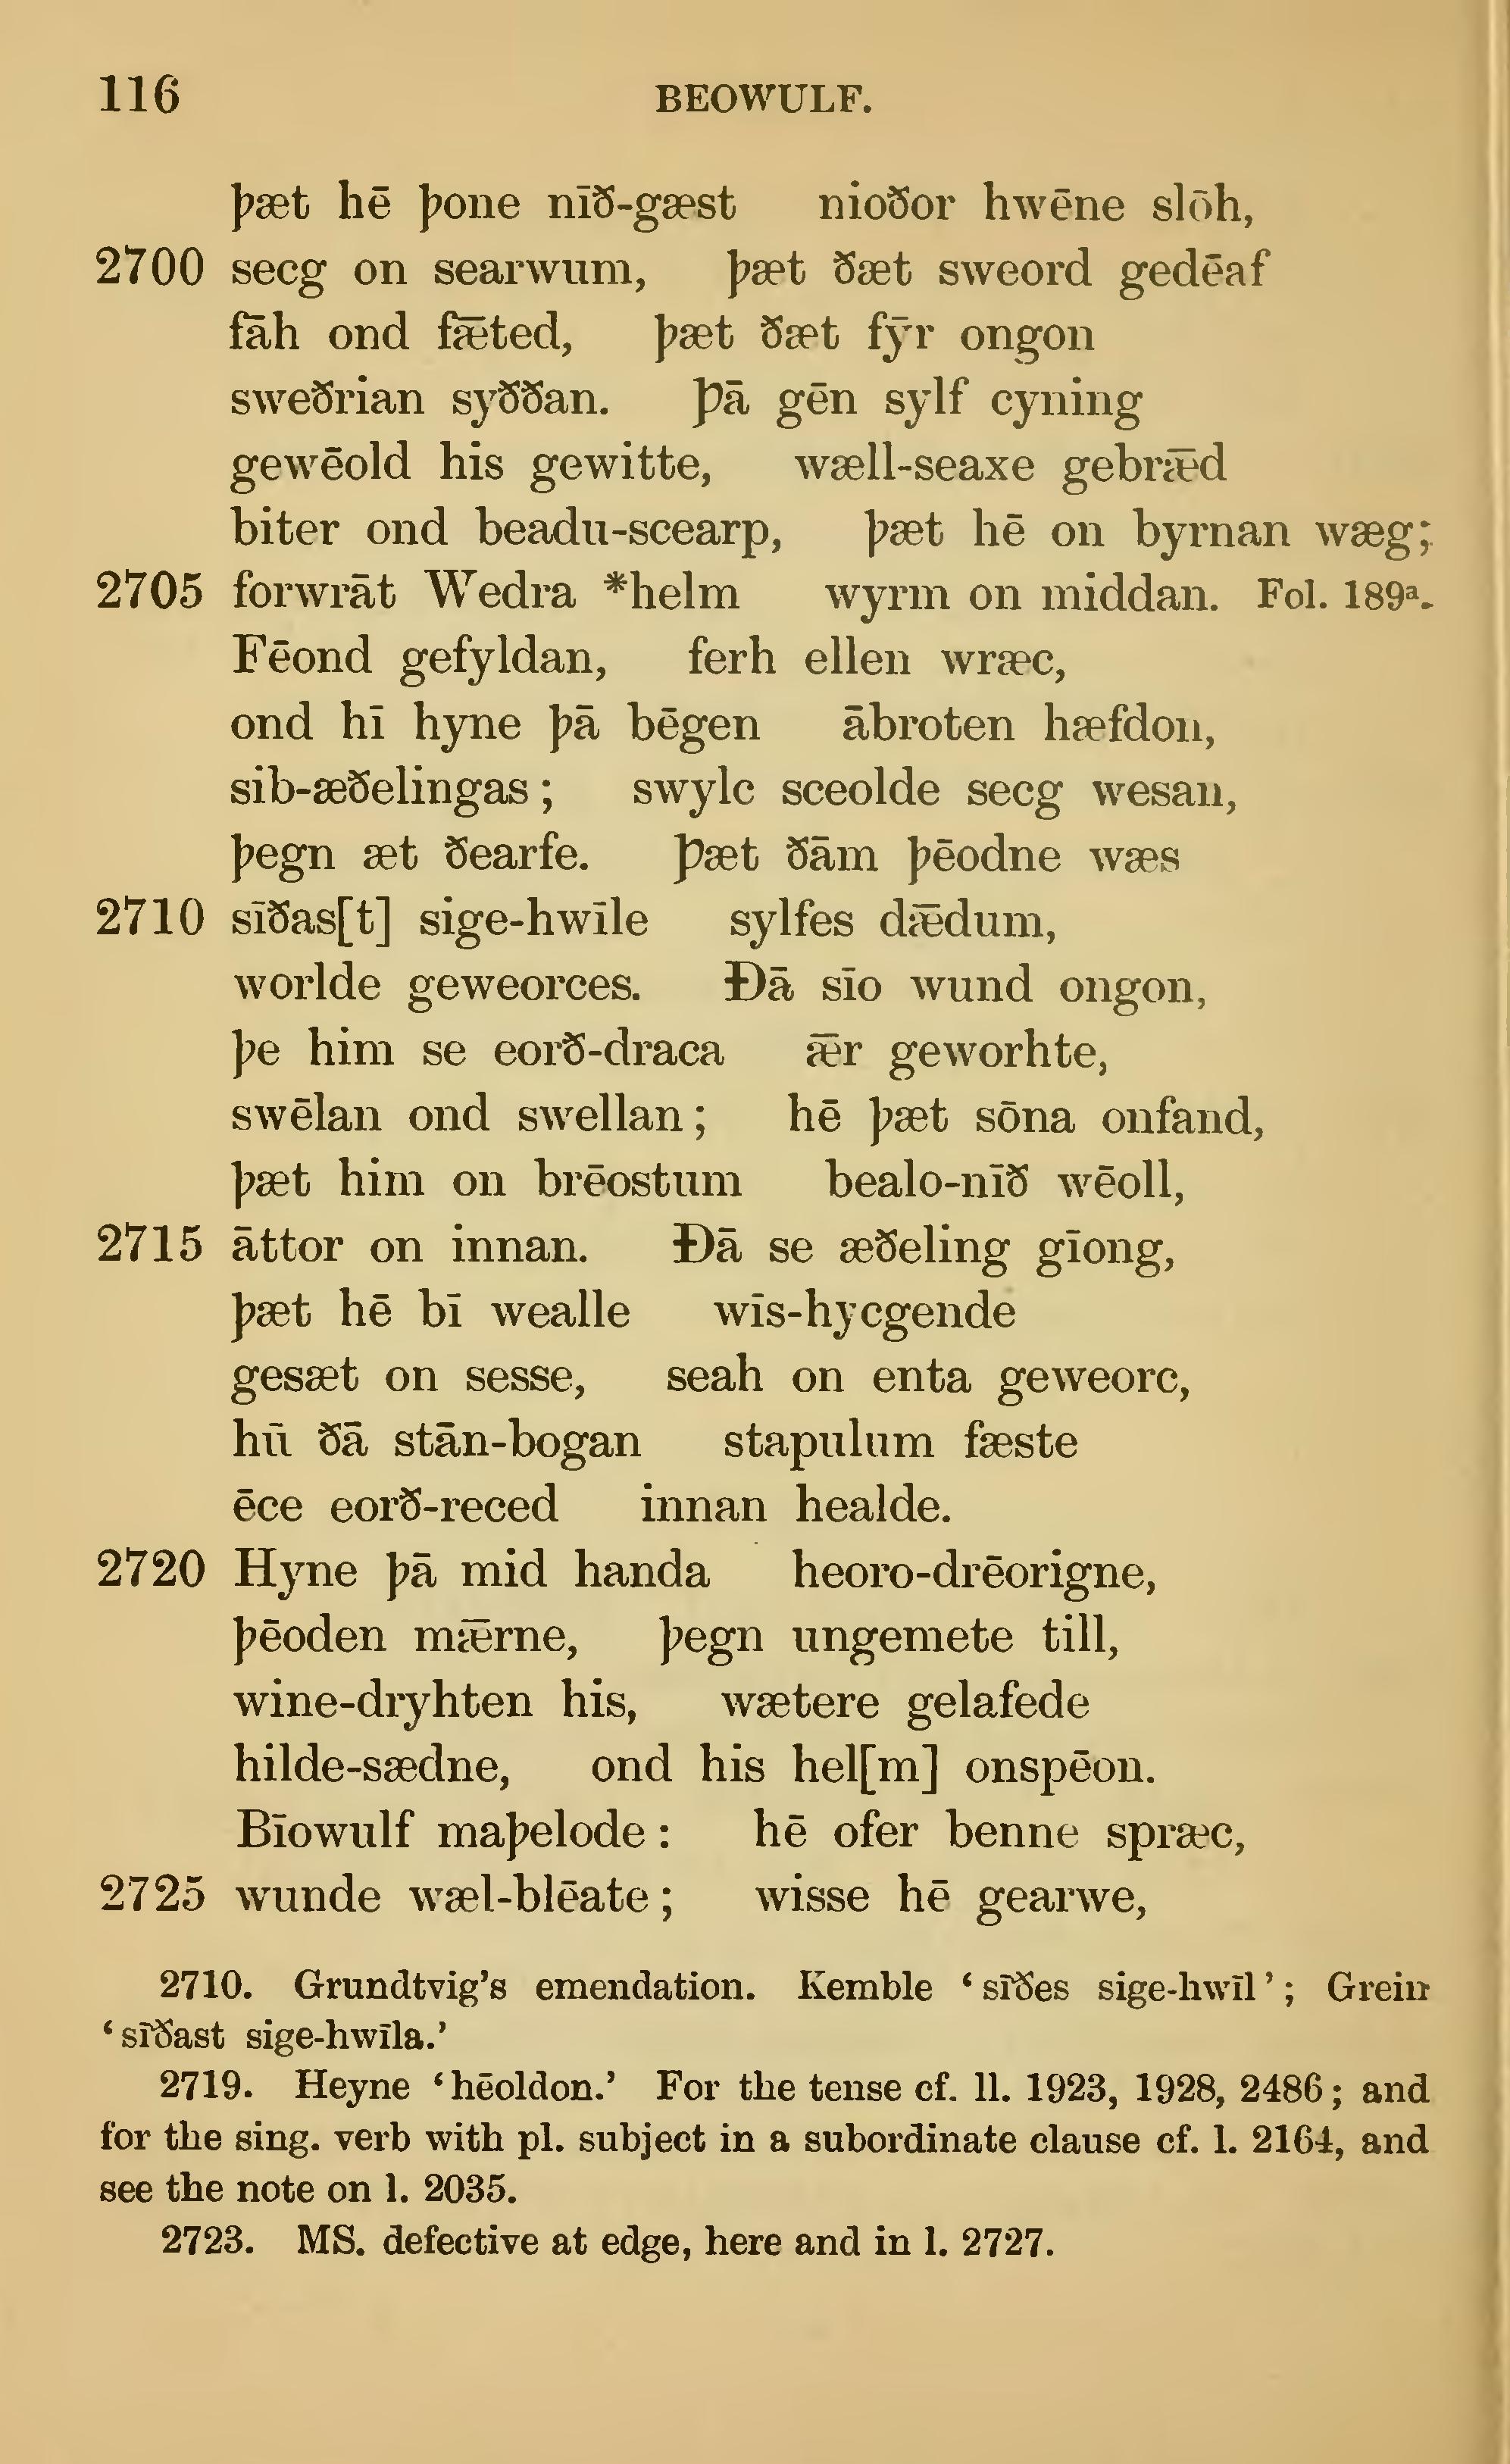 116 BEOWULF.
þæt hē þone nīð-gæst nioðor hwēne slōh,
2700 secg on searwum, þæt ðæt sweord gedēaf
fāh ond fǣted, þæt ðæt fȳr ongon
sweðrian syððan. Þā gēn sylf cyning
gewēold his gewitte, wæll-seaxe gebrǣd
biter ond beadu-scearp, þæt hē on byrnan wæg;
2705 forwrāt Wedra *helm wyrm on middan. Fol. 189ᵃ.
Fēond gefyldan, ferh ellen wræc,
ond hī hyne þā bēgen ābroten hæfdon,
sib-æðelingas; swylc sceolde secg wesan,
þegn æt ðearfe. Þæt ðām þēodne wæs
2710 sīðas[t] sige-hwīle sylfes dǣdum,
worlde geweorces. Ðā sīo wund ongon,
þe him se eorð-draca ǣr geworhte,
swēlan ond swellan; hē þæt sōna onfand,
þæt him on brēostum bealo-nīð wēoll,
2715 āttor on innan. Ðā se æðeling gīong,
þæt hē bī wealle wīs-hycgende
gesæt on sesse, seah on enta geweorc,
hū ðā stān-bogan stapulum fæste
ēce eorð-reced innan healde.
2720 Hyne þā mid handa heoro-drēorigne,
þēoden mǣrne, þegn ungemete till,
wine-dryhten his, wætere gelafede
hilde-sædne, ond his hel[m] onspēon.
Bīowulf maþelode: hē ofer benne spræc,
2725 wunde wæl-blēate; wisse hē gearwe,
2710. Grundtvig's emendation. Kemble 'sīðes sige-hwīl'; Grein
'sīðast sige-hwīla.'
2719. Heyne 'hēoldon.' For the tense cf. ll. 1923, 1928, 2486; and
for the sing. verb with pl. subject in a subordinate clause cf. l. 2164, and
see the note on l. 2035.
2723. MS. defective at edge, here and in l. 2727.